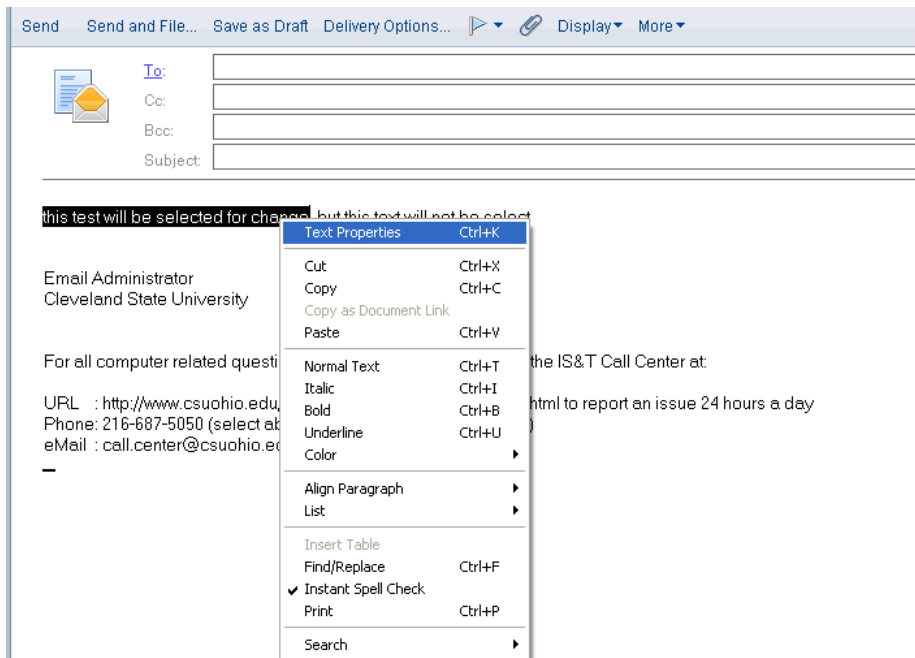 Send Send and File... Save as Draft Delivery Options... Display More
To:
Cc:
Bcc:
Subject:
this test will be selected for change, but this text will not be select
Text Properties Ctrl+K
Cut Ctrl+X
Email Administrator
Copy Ctrl+C
Cleveland State University
Copy as Document Link
Paste Ctrl+V
For all computer related questi the IS&T Call Center at:
Normal Text Ctrl+T
Italic Ctrl+I
URL : http://www.csuohio.edu html to report an issue 24 hours a day
Bold Ctrl+B
Phone: 216-687-5050 (select ab )
Underline Ctrl+U
eMail : call.center@csuohio.ed
Color
Align Paragraph
List
Insert Table
Find/Replace Ctrl+F
Instant Spell Check
Print Ctrl+P
Search